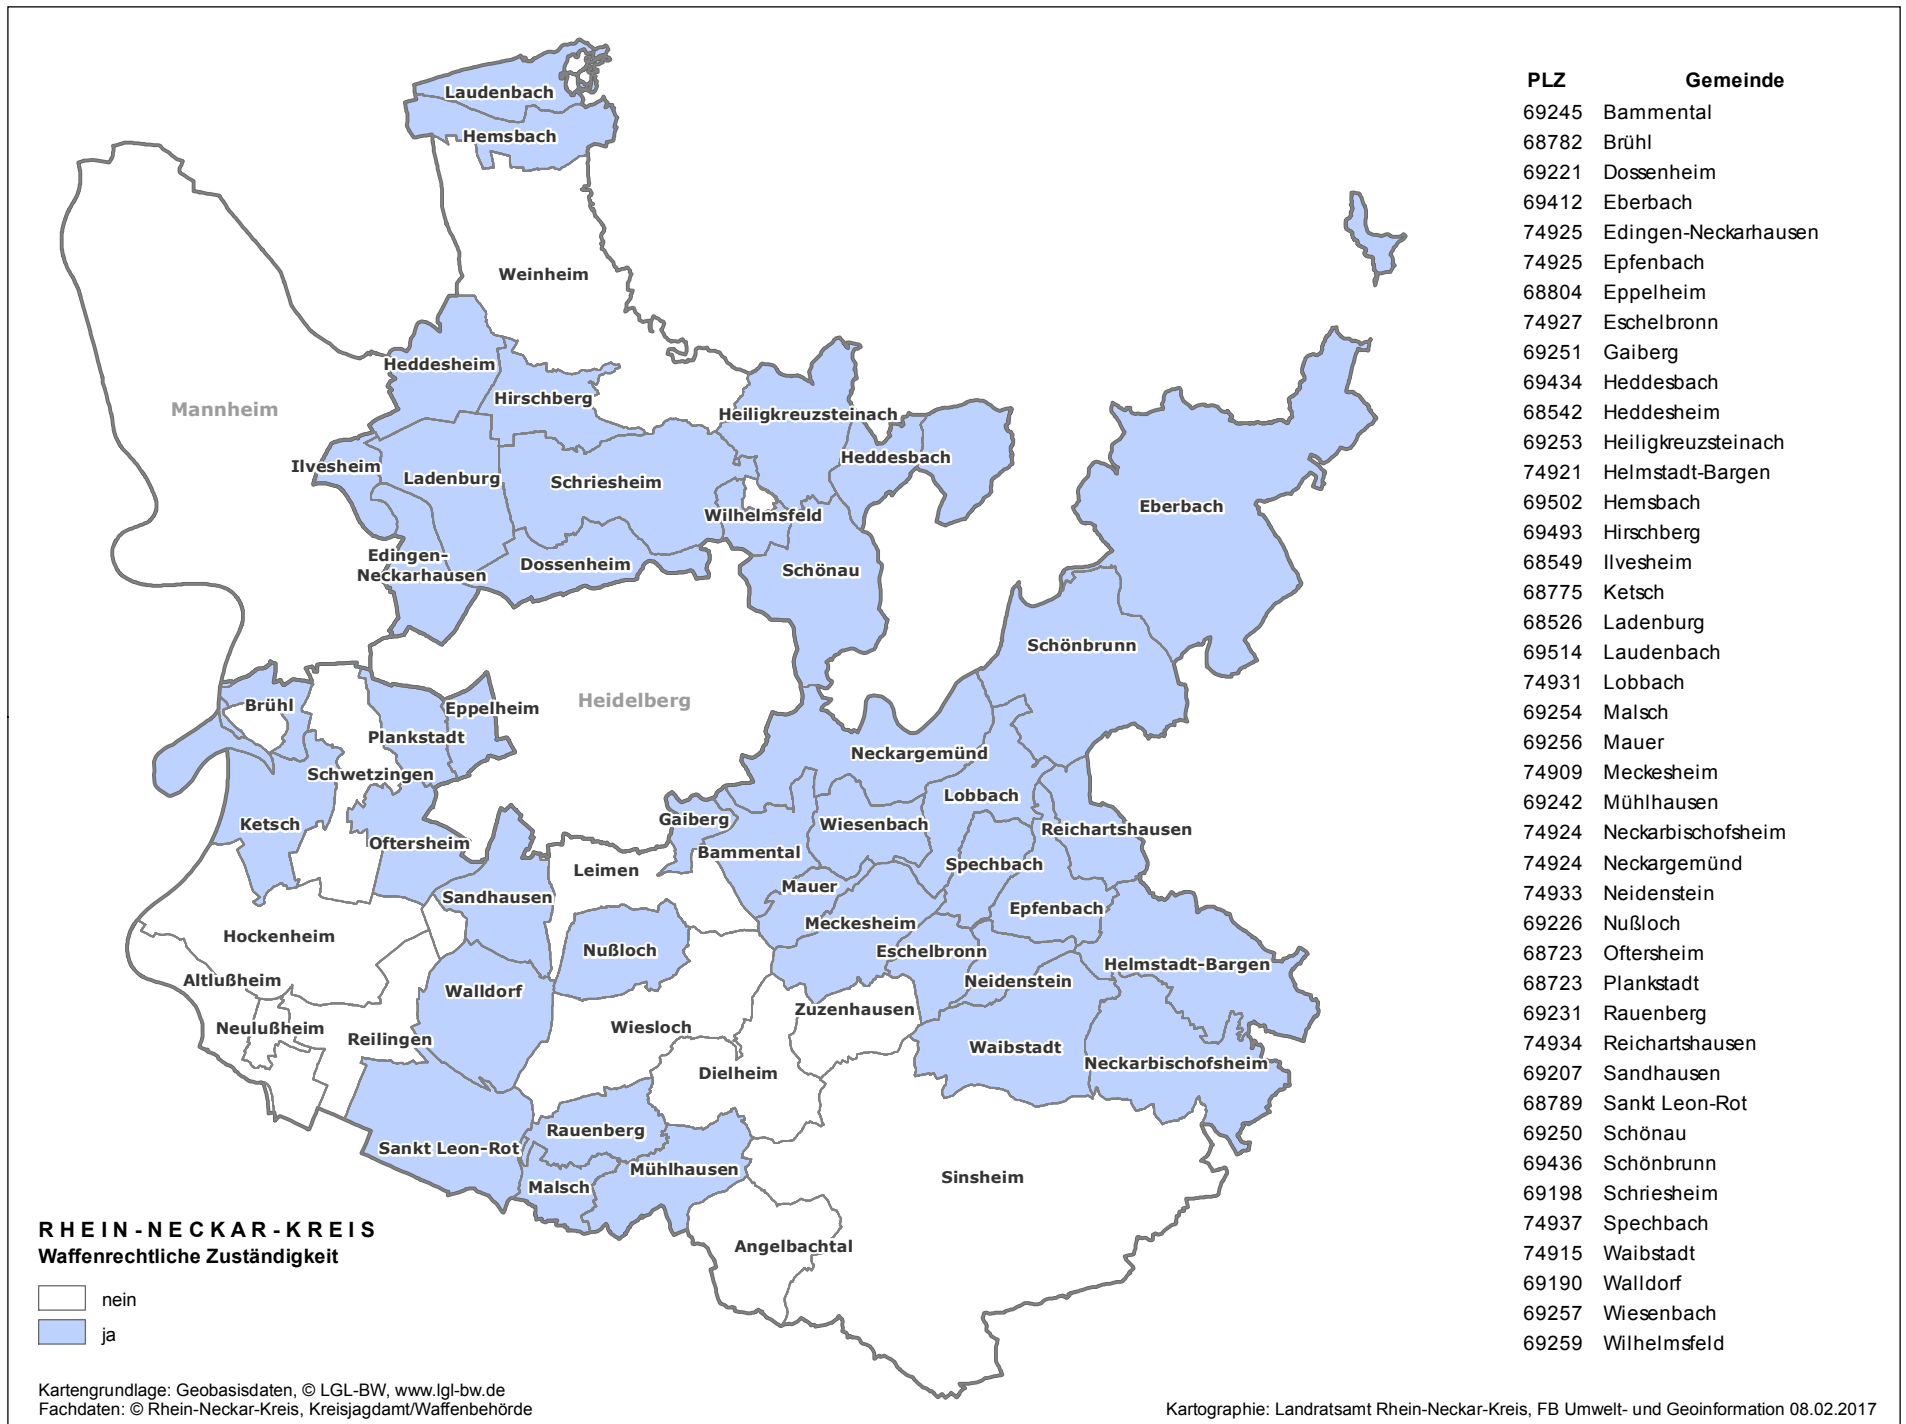 Laudenbach
Hemsbach
Weinheim
Heddesheim
Hirschberg
Mannheim
Heiligkreuzsteinach
Heddesbach
Ilvesheim
Ladenburg
Schriesheim
Wilhelmsfeld
Eberbach
Edingen-
Neckarhausen
Dossenheim
Schönau
Schönbrunn
Brühl
Eppelheim
Heidelberg
Plankstadt
Schwetzingen
Neckargemünd
Lobbach
Ketsch
Oftersheim
Gaiberg
Wiesenbach
Reichartshausen
Bammental
Leimen
Spechbach
Sandhausen
Mauer
Epfenbach
Meckesheim
Hockenheim
Nußloch
Eschelbronn
Helmstadt-Bargen
Altlußheim
Walldorf
Neidenstein
Zuzenhausen
Neulußheim
Reilingen
Wiesloch
Waibstadt
Dielheim
Neckarbischofsheim
Rauenberg
Sankt Leon-Rot
Mühlhausen
Malsch
Sinsheim
Angelbachtal
PLZ Gemeinde
69245 Bammental
68782 Brühl
69221 Dossenheim
69412 Eberbach
74925 Edingen-Neckarhausen
74925 Epfenbach
68804 Eppelheim
74927 Eschelbronn
69251 Gaiberg
69434 Heddesbach
68542 Heddesheim
69253 Heiligkreuzsteinach
74921 Helmstadt-Bargen
69502 Hemsbach
69493 Hirschberg
68549 Ilvesheim
68775 Ketsch
68526 Ladenburg
69514 Laudenbach
74931 Lobbach
69254 Malsch
69256 Mauer
74909 Meckesheim
69242 Mühlhausen
74924 Neckarbischofsheim
74924 Neckargemünd
74933 Neidenstein
69226 Nußloch
68723 Oftersheim
68723 Plankstadt
69231 Rauenberg
74934 Reichartshausen
69207 Sandhausen
68789 Sankt Leon-Rot
69250 Schönau
69436 Schönbrunn
69198 Schriesheim
74937 Spechbach
74915 Waibstadt
69190 Walldorf
69257 Wiesenbach
69259 Wilhelmsfeld
RHEIN-NECKAR-KREIS
Waffenrechtliche Zuständigkeit
nein
ja
Kartengrundlage: Geobasisdaten, © LGL-BW, www.lgl-bw.de
Fachdaten: © Rhein-Neckar-Kreis, Kreisjagdamt/Waffenbehörde
Kartographie: Landratsamt Rhein-Neckar-Kreis, FB Umwelt- und Geoinformation 08.02.2017